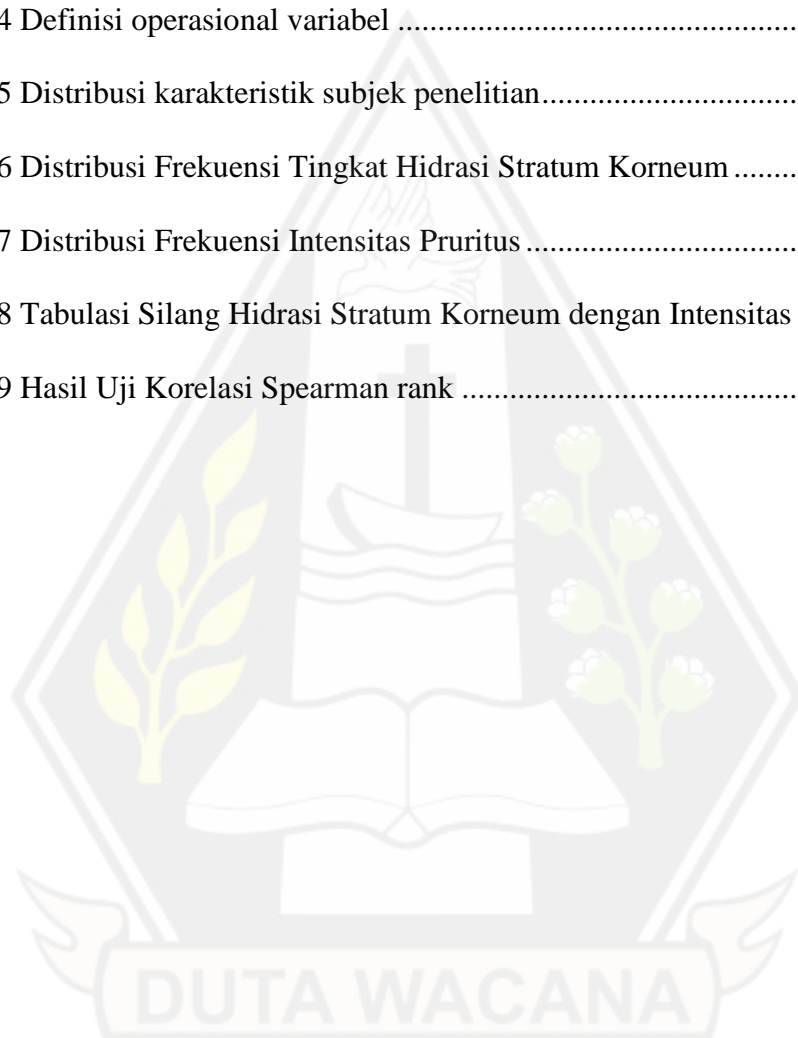 4 Definisi operasional variabel ..........................................
5 Distribusi karakteristik subjek penelitian..........................
6 Distribusi Frekuensi Tingkat Hidrasi Stratum Korneum ........
7 Distribusi Frekuensi Intensitas Pruritus ............................
8 Tabulasi Silang Hidrasi Stratum Korneum dengan Intensitas
9 Hasil Uji Korelasi Spearman rank ....................................
DUTA WACANA